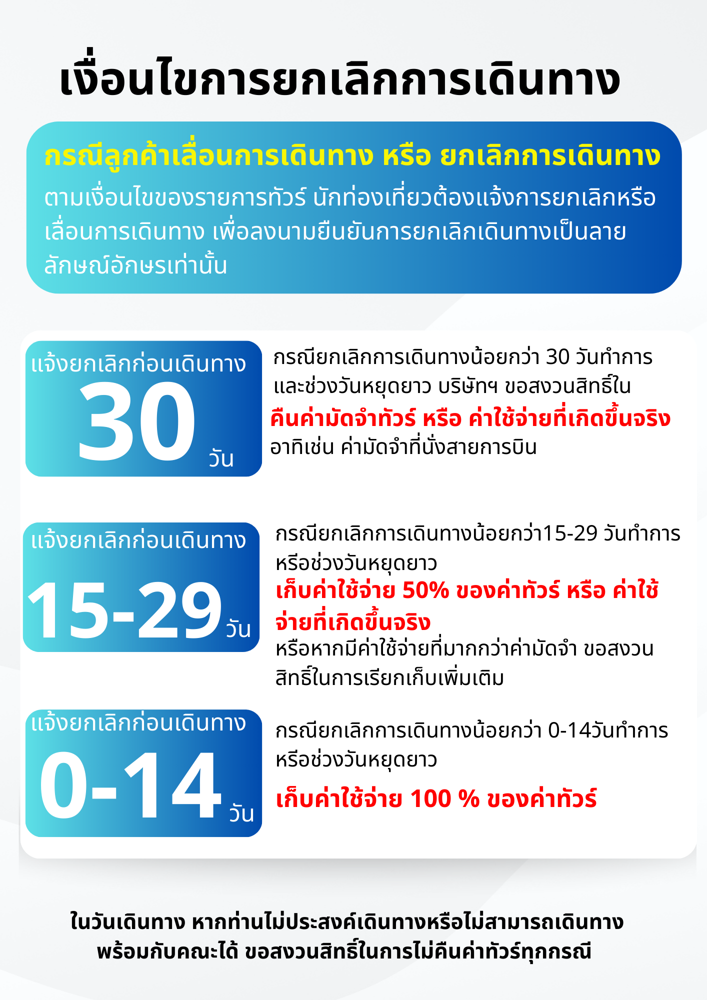 เงื่อนไขการยกเลิกการเดินทาง
กรณีลูกค้าเลื่อนการเดินทาง หรือ ยกเลิกการเดินทาง
ตามเงื่อนไขของรายการทัวร์ นักท่องเที่ยวต้องแจ้งการยกเลิกหรือ
เลื่อนการเดินทาง เพื่อลงนามยืนยันการยกเลิกเดินทางเป็นลาย
ลักษณ์อักษรเท่านั้น
แจ้งยกเลิกก่อนเดินทาง
30 วัน
กรณียกเลิกการเดินทางน้อยกว่า 30 วันทำการ
และช่วงวันหยุดยาว บริษัทฯ ขอสงวนสิทธิ์ใน
คืนค่ามัดจำทัวร์ หรือ ค่าใช้จ่ายที่เกิดขึ้นจริง
อาทิเช่น ค่ามัดจำที่นั่งสายการบิน
แจ้งยกเลิกก่อนเดินทาง
15-29 วัน
กรณียกเลิกการเดินทางน้อยกว่า15-29 วันทำการ
หรีอช่วงวันหยุดยาว
เก็บค่าใช้จ่าย 50% ของค่าทัวร์ หรือ ค่าใช้
จ่ายที่เกิดขึ้นจริง
หรือหากมีค่าใช้จ่ายที่มากกว่าค่ามัดจำ ขอสงวน
สิทธิ์ในการเรียกเก็บเพิ่มเติม
แจ้งยกเลิกก่อนเดินทาง
0-14 วัน
กรณียกเลิกการเดินทางน้อยกว่า 0-14วันทำการ
หรีอช่วงวันหยุดยาว
เก็บค่าใช้จ่าย 100 % ของค่าทัวร์
ในวันเดินทาง หากท่านไม่ประสงค์เดินทางหรือไม่สามารถเดินทาง
พร้อมกับคณะได้ ขอสงวนสิทธิ์ในการไม่คืนค่าทัวร์ทุกกรณี